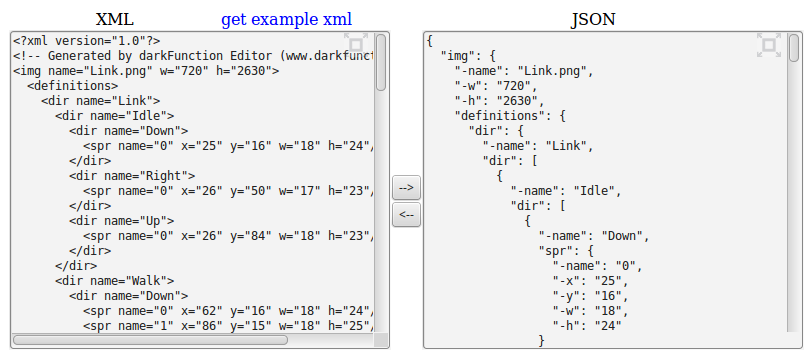 XML get example xml JSON
<?xml version="1.0"?>
<!-- Generated by darkFunction Editor (www.darkfunct
<img name="Link.png" w="720" h="2630">
  <definitions>
    <dir name="Link">
      <dir name="Idle">
        <dir name="Down">
          <spr name="0" x="25" y="16" w="18" h="24"/
        </dir>
        <dir name="Right">
          <spr name="0" x="26" y="50" w="17" h="23"/
        </dir>
        <dir name="Up">
          <spr name="0" x="26" y="84" w="18" h="23"/
        </dir>
      </dir>
      <dir name="Walk">
        <dir name="Down">
          <spr name="0" x="62" y="16" w="18" h="24"/
          <spr name="1" x="86" y="15" w="18" h="25"/
-->
<--
{
  "img": {
    "-name": "Link.png",
    "-w": "720",
    "-h": "2630",
    "definitions": {
      "dir": {
        "-name": "Link",
        "dir": [
          {
            "-name": "Idle",
            "dir": [
              {
                "-name": "Down",
                "spr": {
                  "-name": "0",
                  "-x": "25",
                  "-y": "16",
                  "-w": "18",
                  "-h": "24"
                }